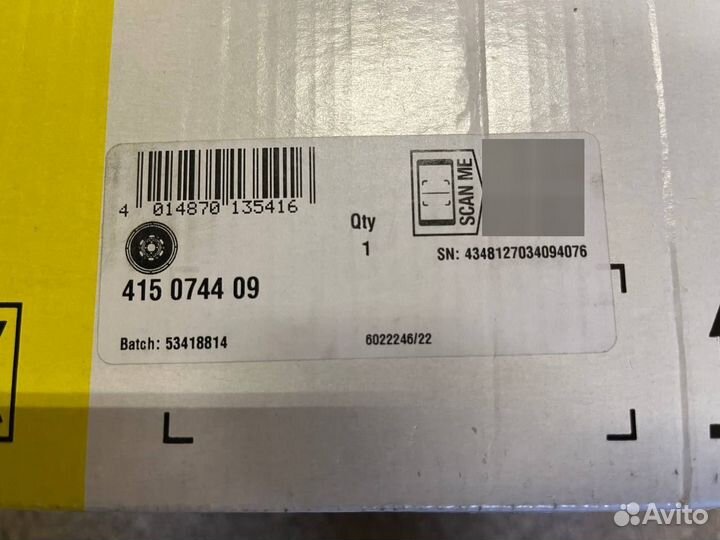 4 014870 135416
Qty
1
SCAN ME
SN: 4348127034094076
415 0744 09
Batch: 53418814
6022246/22
Avito